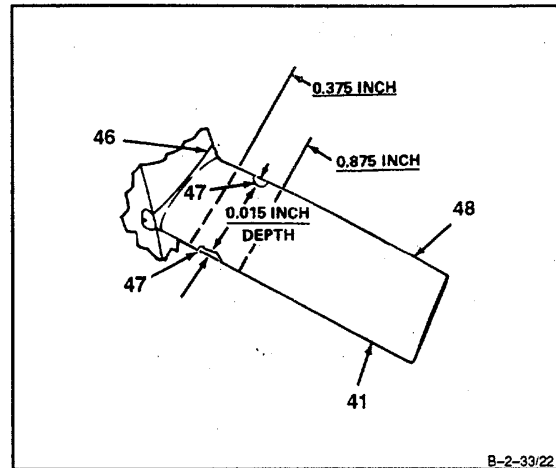 0.375 INCH
46
0.875 INCH
47
0.015 INCH
DEPTH
48
47
41
B-2-33/22